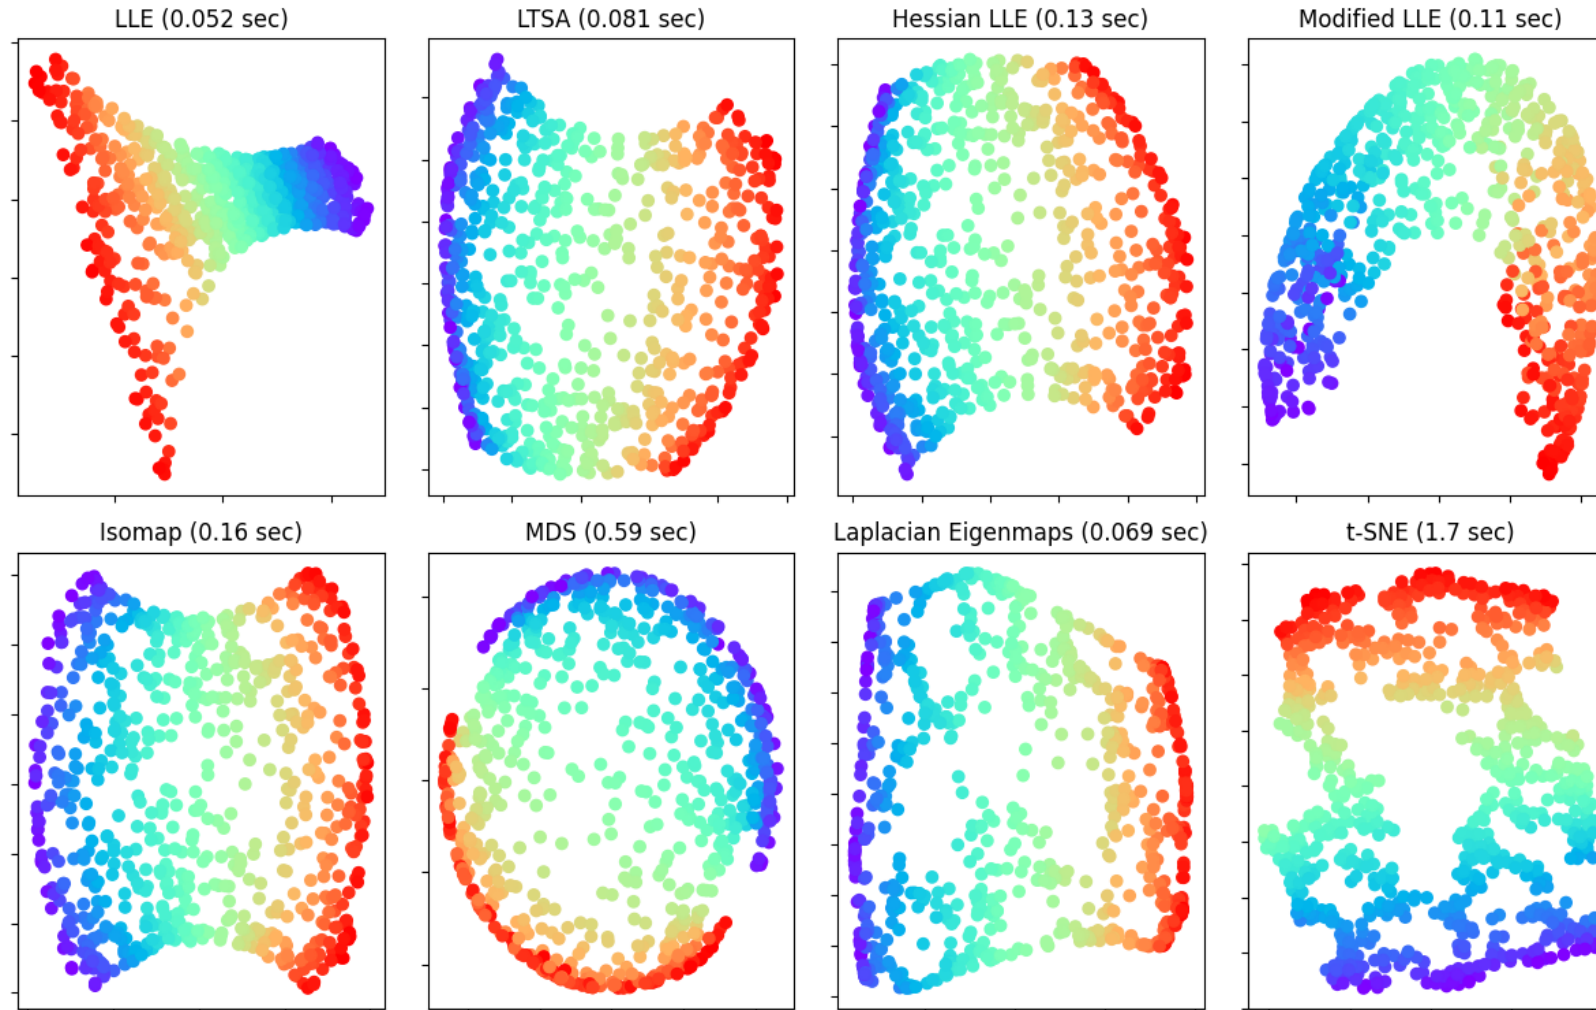 LLE (0.052 sec)
LTSA (0.081 sec)
Hessian LLE (0.13 sec)
Modified LLE (0.11 sec)
Isomap (0.16 sec)
MDS (0.59 sec)
Laplacian Eigenmaps (0.069 sec)
t-SNE (1.7 sec)